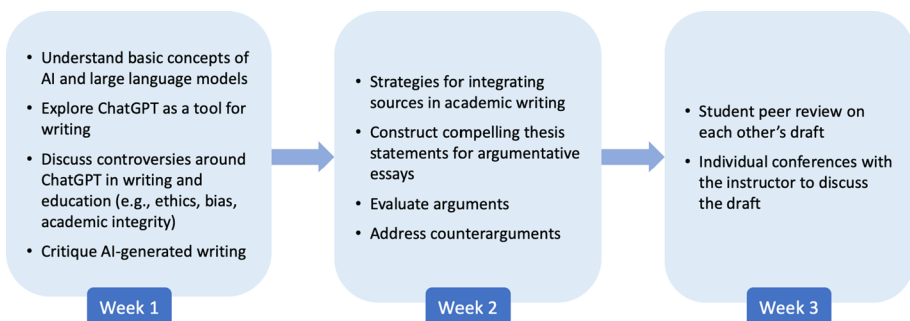 • Understand basic concepts of
AI and large language models
• Explore ChatGPT as a tool for
writing
• Discuss controversies around
ChatGPT in writing and
education (e.g., ethics, bias,
academic integrity)
• Critique AI-generated writing
Week 1
• Strategies for integrating
sources in academic writing
• Construct compelling thesis
statements for argumentative
essays
• Evaluate arguments
• Address counterarguments
Week 2
• Student peer review on
each other’s draft
• Individual conferences with
the instructor to discuss
the draft
Week 3